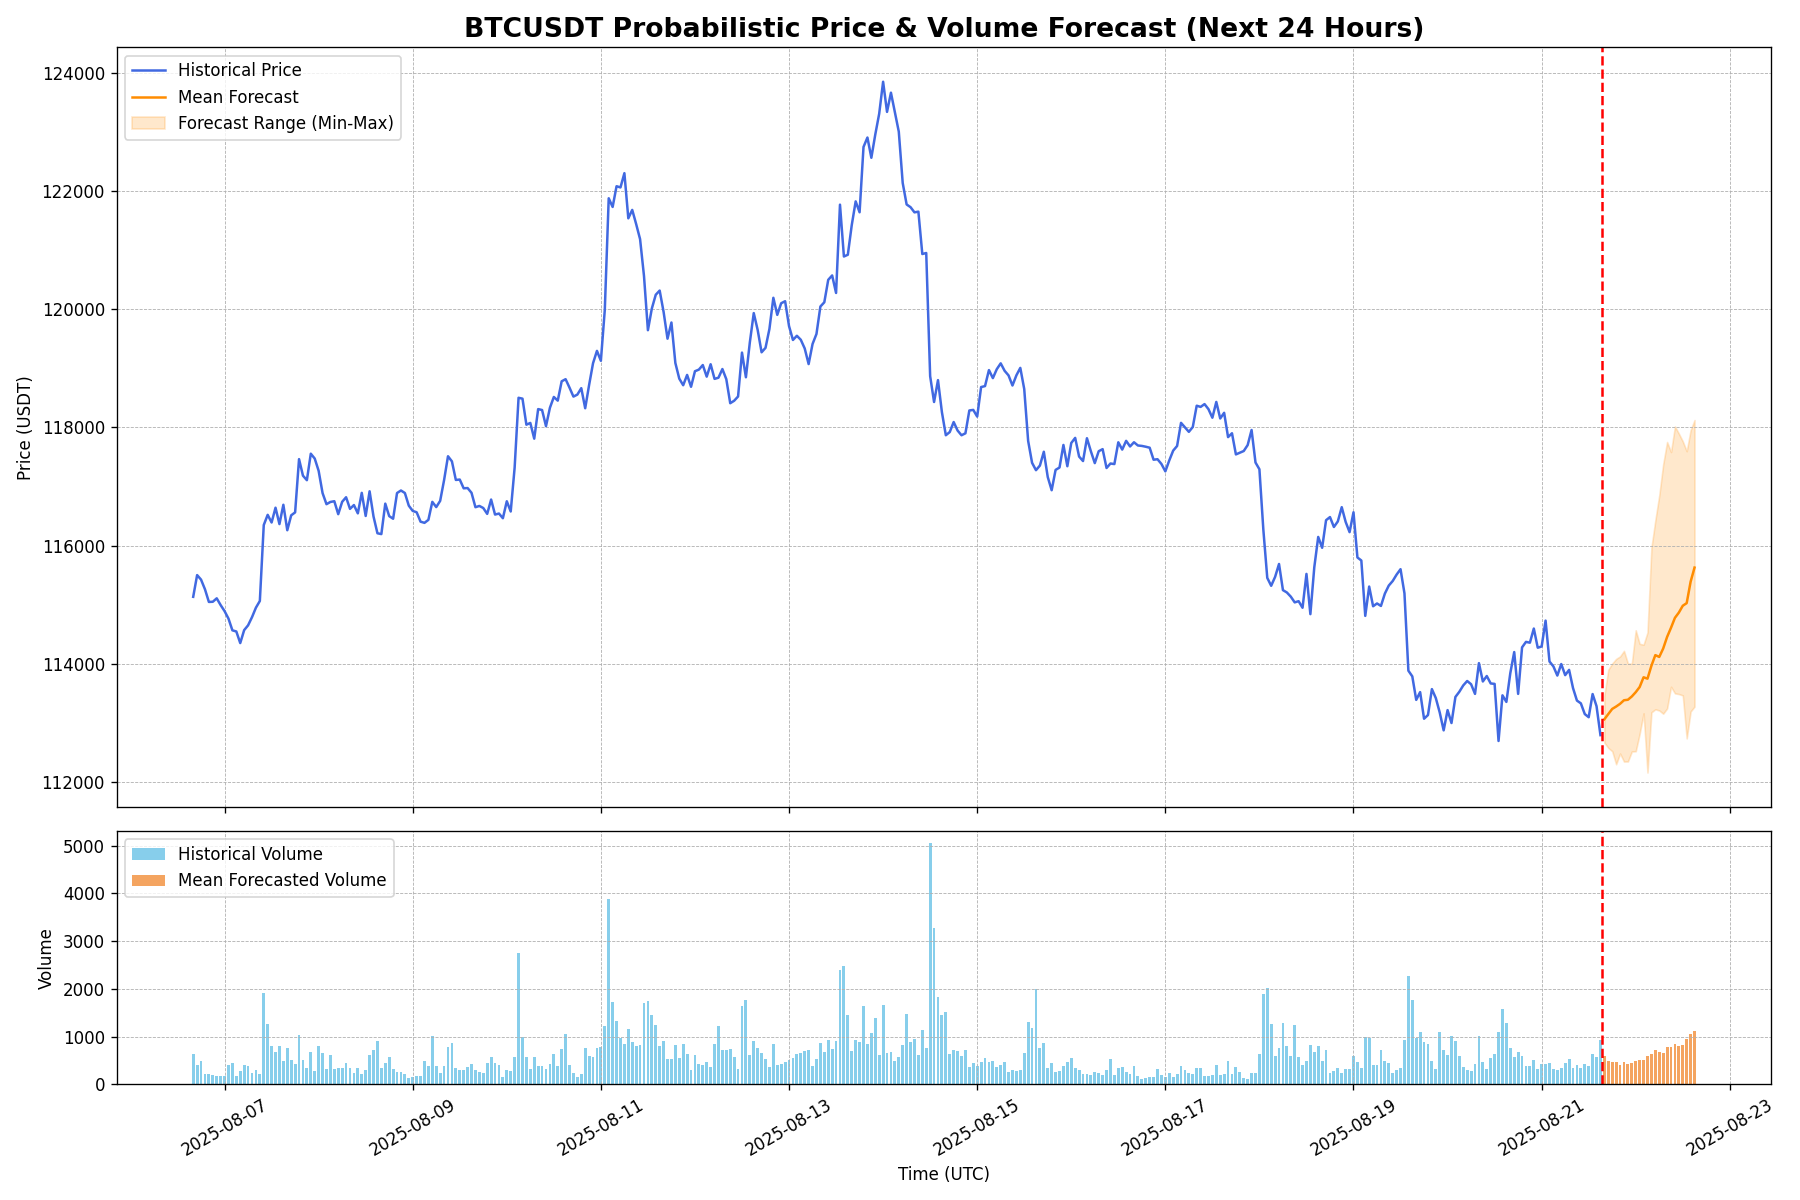 BTCUSDT Probabilistic Price & Volume Forecast (Next 24 Hours)
Historical Price
Mean Forecast
Forecast Range (Min-Max)
124000
122000
120000
118000
116000
114000
112000
Price (USDT)
Historical Volume
Mean Forecasted Volume
5000
4000
3000
2000
1000
0
Volume
2025-08-07
2025-08-09
2025-08-11
2025-08-13
2025-08-15
2025-08-17
2025-08-19
2025-08-21
2025-08-23
Time (UTC)